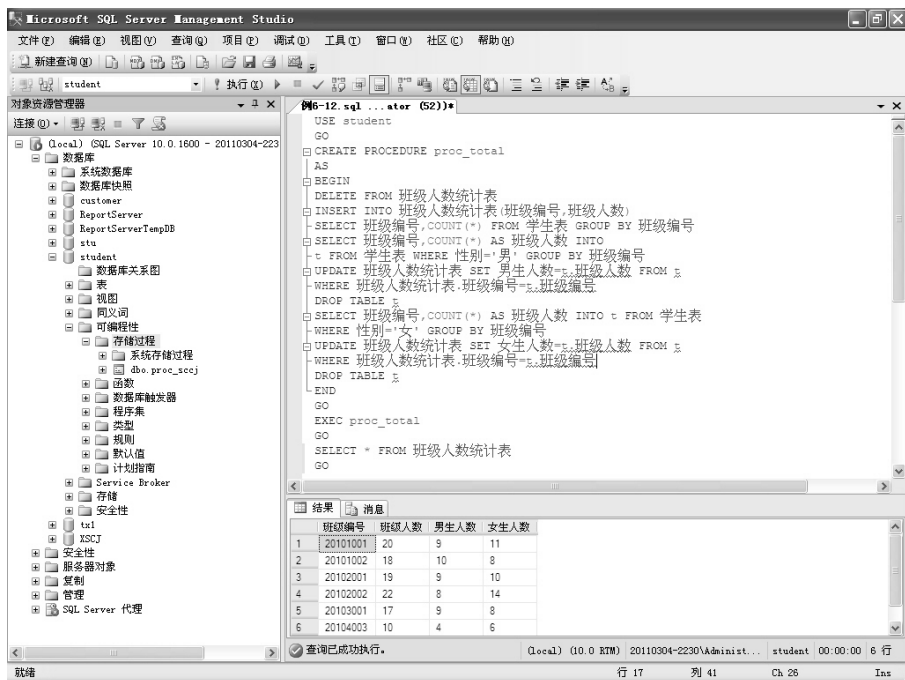 Microsoft SQL Server Management Studio
文件(F) 编辑(E) 视图(V) 查询(Q) 项目(P) 调试(D) 工具(T) 窗口(W) 社区(C) 帮助(H)
新建查询(N)
student 执行(X)
对象资源管理器
连接(O)
(local) (SQL Server 10.0.1600 - 20110304-223
数据库
系统数据库
数据库快照
customer
ReportServer
ReportServerTempDB
stu
student
数据库关系图
表
视图
同义词
可编程性
存储过程
系统存储过程
dbo.proc_sccj
函数
数据库触发器
程序集
类型
规则
默认值
计划指南
Service Broker
存储
安全性
tx1
XSCJ
安全性
服务器对象
复制
管理
SQL Server 代理
例6-12.sql ...ator (52))*
USE student
GO
CREATE PROCEDURE proc_total
AS
BEGIN
DELETE FROM 班级人数统计表
INSERT INTO 班级人数统计表(班级编号,班级人数)
SELECT 班级编号,COUNT(*) FROM 学生表 GROUP BY 班级编号
SELECT 班级编号,COUNT(*) AS 班级人数 INTO
t FROM 学生表 WHERE 性别='男' GROUP BY 班级编号
UPDATE 班级人数统计表 SET 男生人数=t.班级人数 FROM t
WHERE 班级人数统计表.班级编号=t.班级编号
DROP TABLE t
SELECT 班级编号,COUNT(*) AS 班级人数 INTO t FROM 学生表
WHERE 性别='女' GROUP BY 班级编号
UPDATE 班级人数统计表 SET 女生人数=t.班级人数 FROM t
WHERE 班级人数统计表.班级编号=t.班级编号
DROP TABLE t
END
GO
EXEC proc_total
GO
SELECT * FROM 班级人数统计表
GO
结果 消息
班级编号 班级人数 男生人数 女生人数
1 20101001 20 9 11
2 20101002 18 10 8
3 20102001 19 9 10
4 20102002 22 8 14
5 20103001 17 9 8
6 20104003 10 4 6
查询已成功执行。 (local) (10.0 RTM) 20110304-2230\Administ... student 00:00:00 6 行
就绪 行 17 列 41 Ch 26 Ins